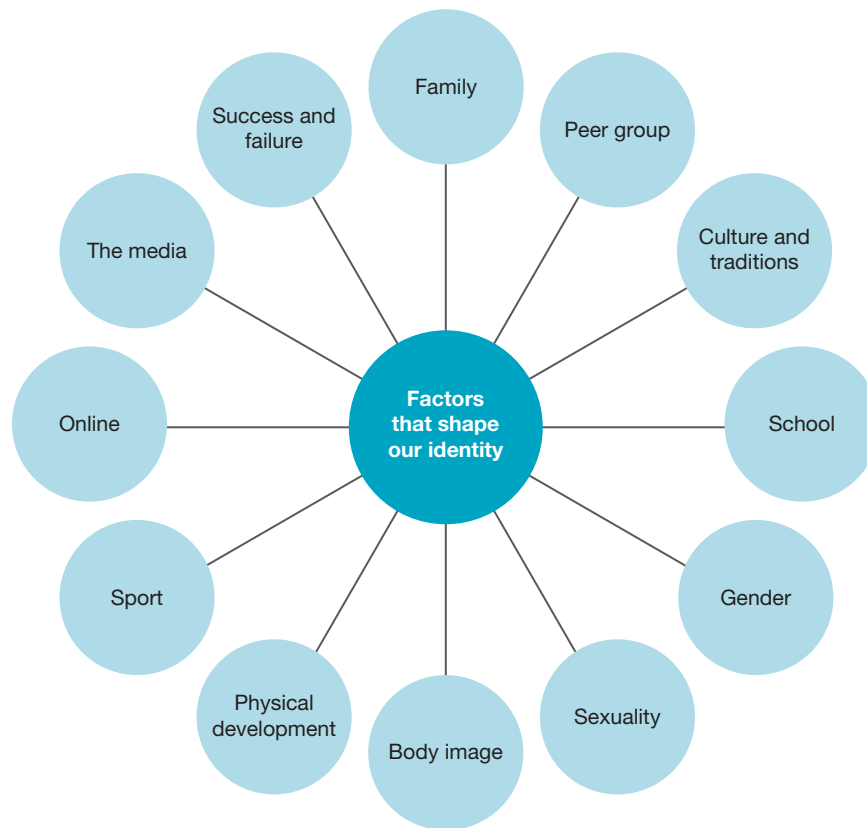 Family
Peer group
Culture and
traditions
School
Gender
Sexuality
Body image
Physical
development
Sport
Online
The media
Success and
failure
Factors
that shape
our identity